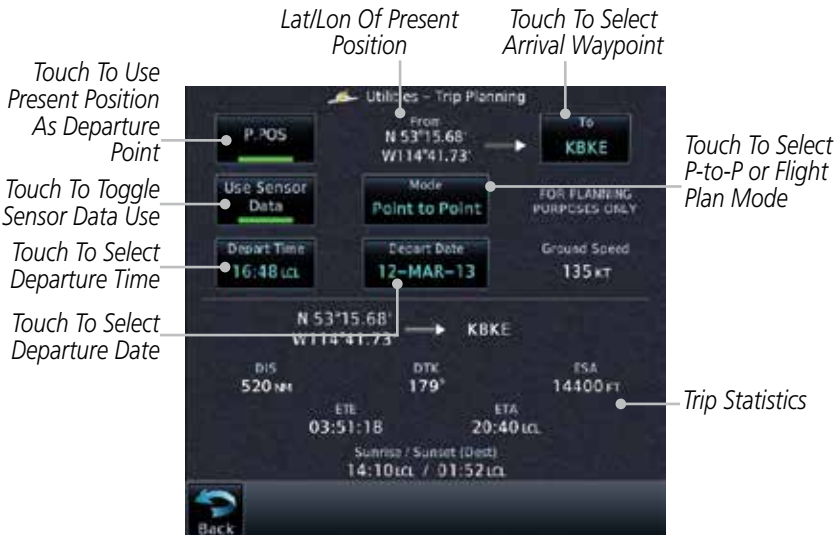 Lat/Lon Of Present
Position
Touch To Select
Arrival Waypoint
Touch To Use
Present Position
As Departure
Point
Touch To Toggle
Sensor Data Use
Touch To Select
Departure Time
Touch To Select
Departure Date
Touch To Select
P-to-P or Flight
Plan Mode
Trip Statistics
Utilities – Trip Planning
P.POS
From
N 53°15.68'
W114°41.73'
To
KBKE
Use Sensor
Data
Mode
Point to Point
FOR PLANNING
PURPOSES ONLY
Depart Time
16:48 LCL
Depart Date
12-MAR-13
Ground Speed
135 KT
N 53°15.68'
W114°41.73'
KBKE
DIS
520 NM
DTK
179°
ESA
14400 FT
ETE
03:51:18
ETA
20:40 LCL
Sunrise / Sunset (Dest)
14:10 LCL / 01:52 LCL
Back